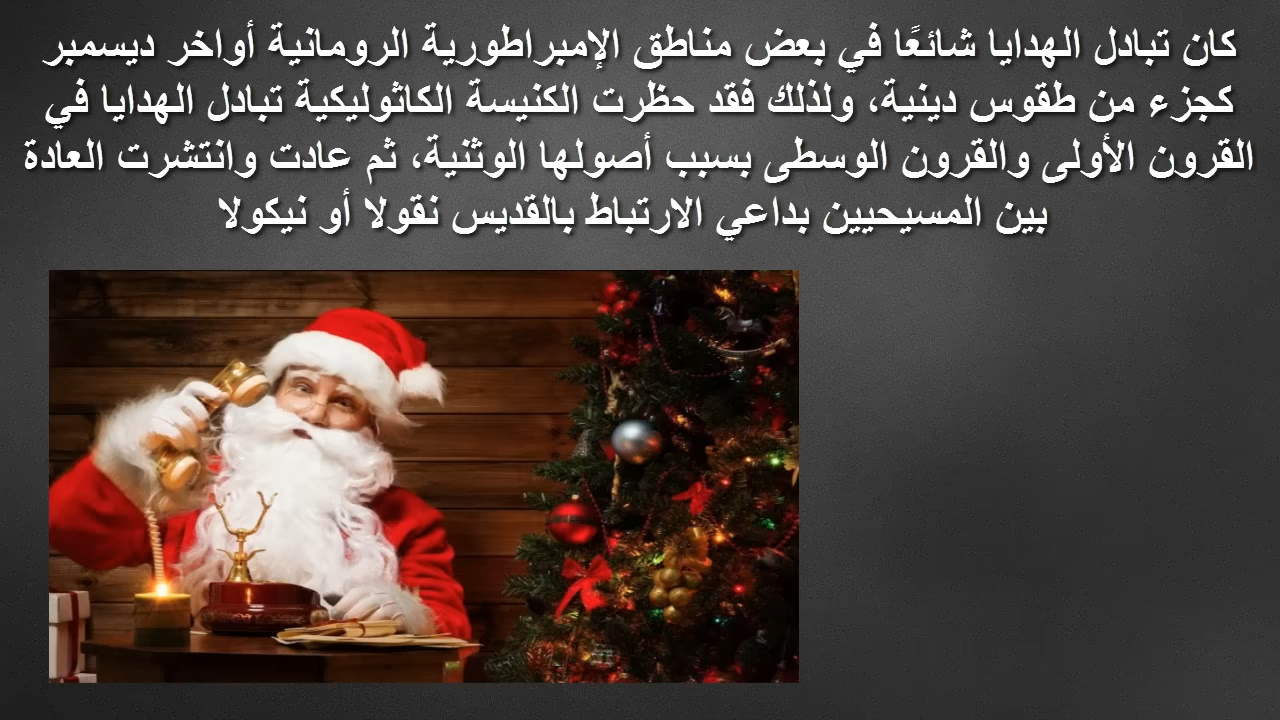 كان تبادل الهدايا شائعًا في بعض مناطق الإمبراطورية الرومانية أواخر ديسمبر
كجزء من طقوس دينية، ولذلك فقد حظرت الكنيسة الكاثوليكية تبادل الهدايا في
القرون الأولى والقرون الوسطى بسبب أصولها الوثنية، ثم عادت وانتشرت العادة
بين المسيحيين بداعي الارتباط بالقديس نقولا أو نيكولا